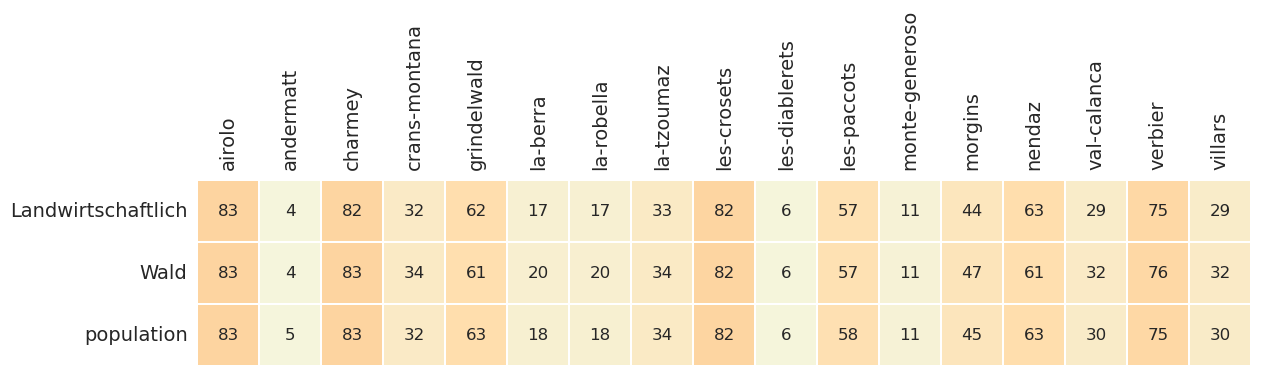 airolo andermatt charmey crans-montana grindelwald la-berra la-robella la-tzoumaz les-crosets les-diablerets les-paccots monte-generoso morgins nendaz val-calanca verbier villars
Landwirtschaftlich 83 4 82 32 62 17 17 33 82 6 57 11 44 63 29 75 29
Wald 83 4 83 34 61 20 20 34 82 6 57 11 47 61 32 76 32
population 83 5 83 32 63 18 18 34 82 6 58 11 45 63 30 75 30